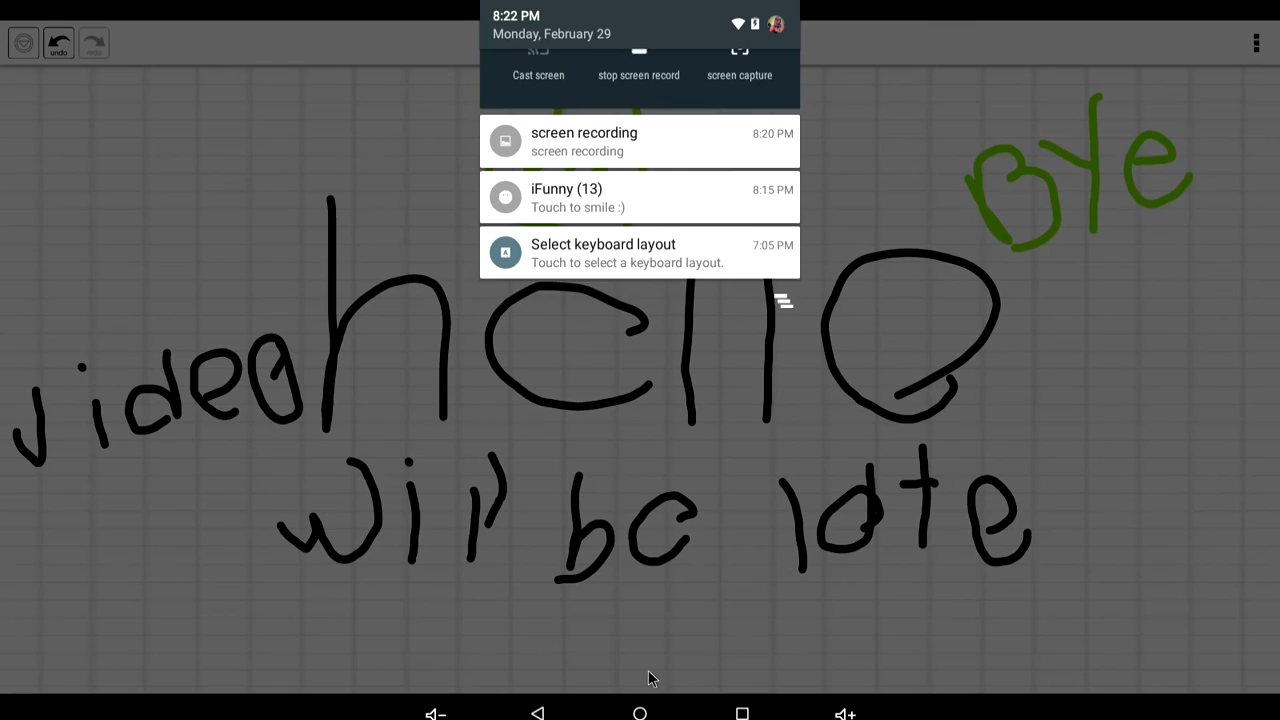 8:22 PM
Monday, February 29
undo
redo
Cast screen stop screen record screen capture
screen recording 8:20 PM
screen recording
iFunny (13) 8:15 PM
Touch to smile :)
Select keyboard layout 7:05 PM
Touch to select a keyboard layout.
BYe
hello
video
will be late